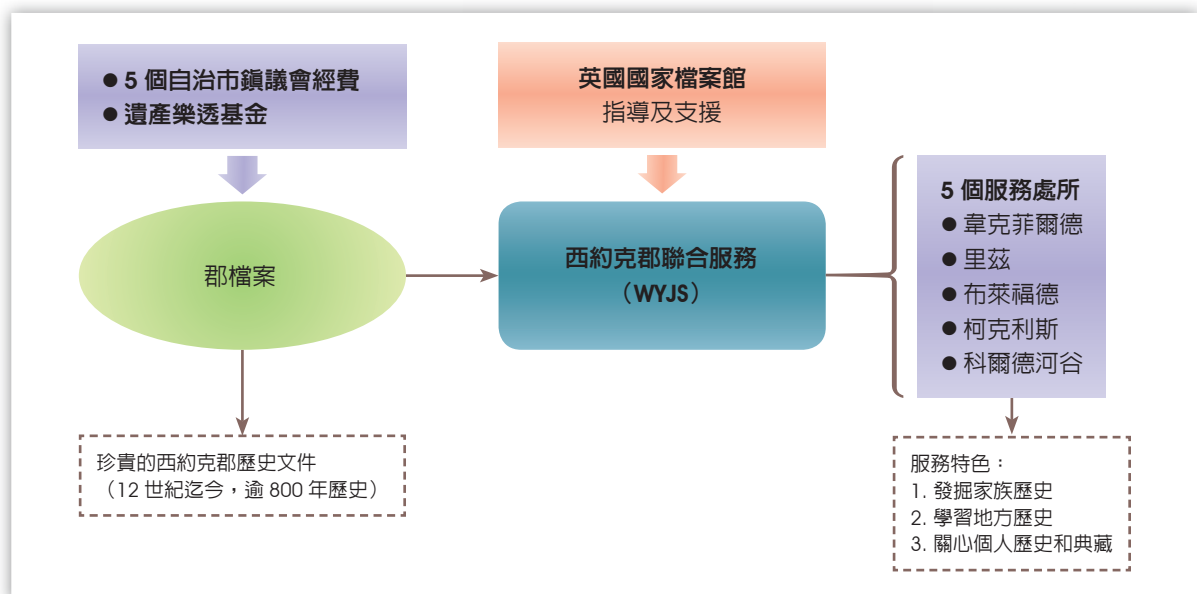 ● 5 個自治市鎮議會經費
● 遺產樂透基金
英國國家檔案館
指導及支援
郡檔案
西約克郡聯合服務
（WYJS）
5 個服務處所
● 韋克菲爾德
● 里茲
● 布萊福德
● 柯克利斯
● 科爾德河谷
珍貴的西約克郡歷史文件
（12 世紀迄今，逾 800 年歷史）
服務特色：
1. 發掘家族歷史
2. 學習地方歷史
3. 關心個人歷史和典藏